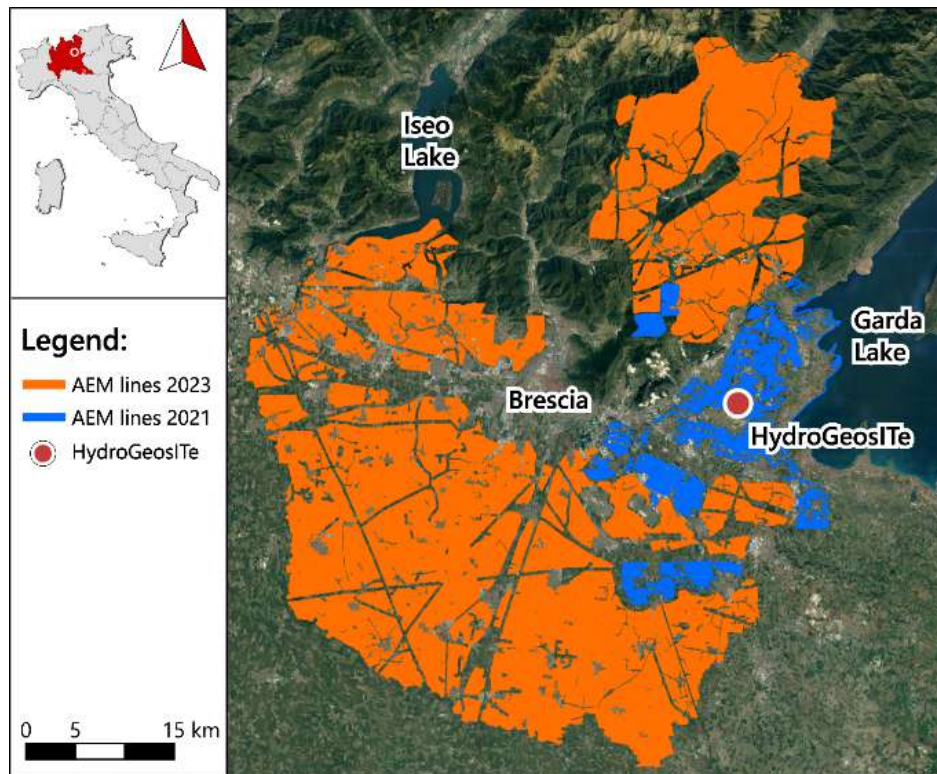 Iseo
Lake
Garda
Lake
Brescia
HydroGeosITe
Legend:
AEM lines 2023
AEM lines 2021
HydroGeosITe
0 5 15 km